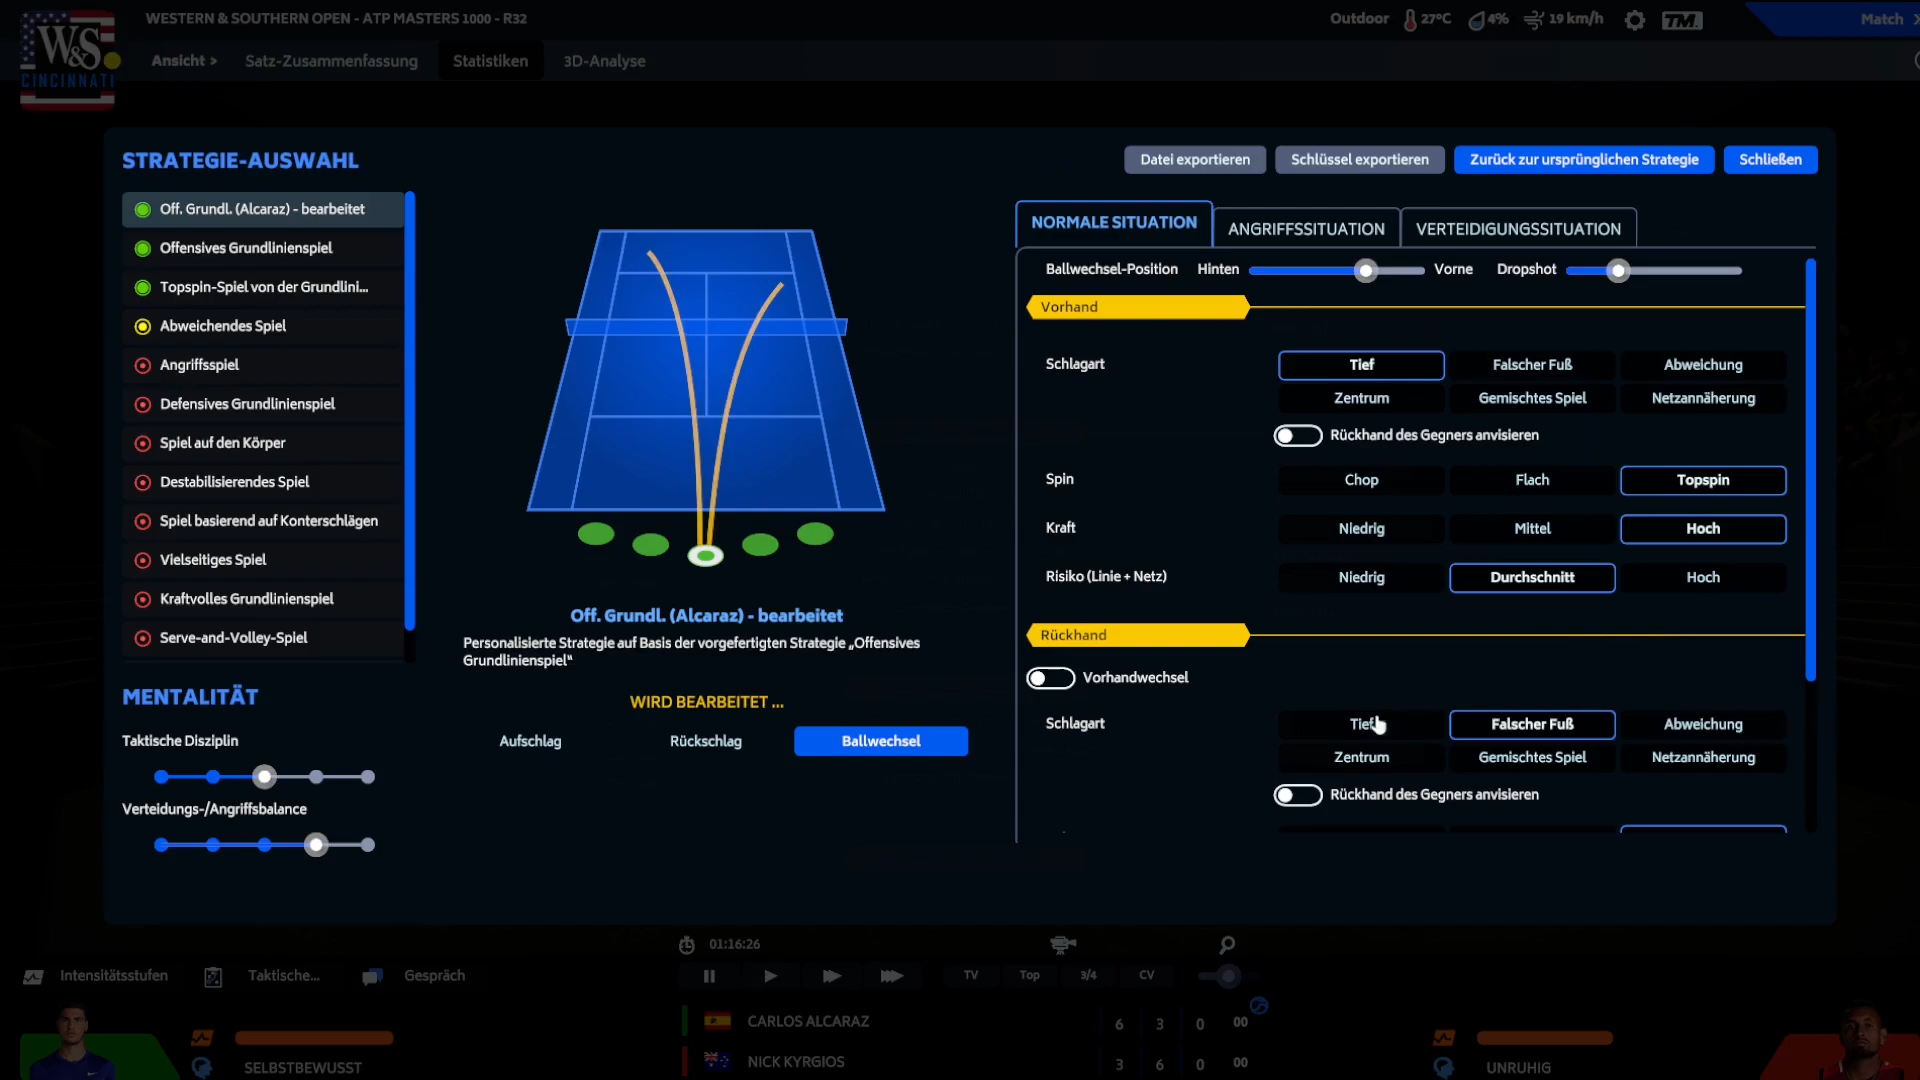 WESTERN & SOUTHERN OPEN - ATP MASTERS 1000 - R32
Outdoor 27°C 4% 19 km/h TM. Match
W&S
CINCINNATI
Ansicht > Satz-Zusammenfassung Statistiken 3D-Analyse
STRATEGIE-AUSWAHL
Datei exportieren Schlüssel exportieren Zurück zur ursprünglichen Strategie Schließen
Off. Grundl. (Alcaraz) - bearbeitet
Offensives Grundlinienspiel
Topspin-Spiel von der Grundlini...
Abweichendes Spiel
Angriffsspiel
Defensives Grundlinienspiel
Spiel auf den Körper
Destabilisierendes Spiel
Spiel basierend auf Konterschlägen
Vielseitiges Spiel
Kraftvolles Grundlinienspiel
Serve-and-Volley-Spiel
MENTALITÄT
Taktische Disziplin
Verteidungs-/Angriffsbalance
Off. Grundl. (Alcaraz) - bearbeitet
Personalisierte Strategie auf Basis der vorgefertigten Strategie „Offensives
Grundlinienspiel“
WIRD BEARBEITET ...
Aufschlag Rückschlag Ballwechsel
NORMALE SITUATION ANGRIFFSSITUATION VERTEIDIGUNGSSITUATION
Ballwechsel-Position Hinten Vorne Dropshot
Vorhand
Schlagart Tief Falscher Fuß Abweichung
Zentrum Gemischtes Spiel Netzannäherung
Rückhand des Gegners anvisieren
Spin Chop Flach Topspin
Kraft Niedrig Mittel Hoch
Risiko (Linie + Netz) Niedrig Durchschnitt Hoch
Rückhand
Vorhandwechsel
Schlagart Tief Falscher Fuß Abweichung
Zentrum Gemischtes Spiel Netzannäherung
Rückhand des Gegners anvisieren
01:16:26
Intensitätsstufen Taktische... Gespräch
TV Top 3/4 CV
CARLOS ALCARAZ 6 3 0 00
NICK KYRGIOS 3 6 0 00
SELBSTBEWUSST
UNRUHIG